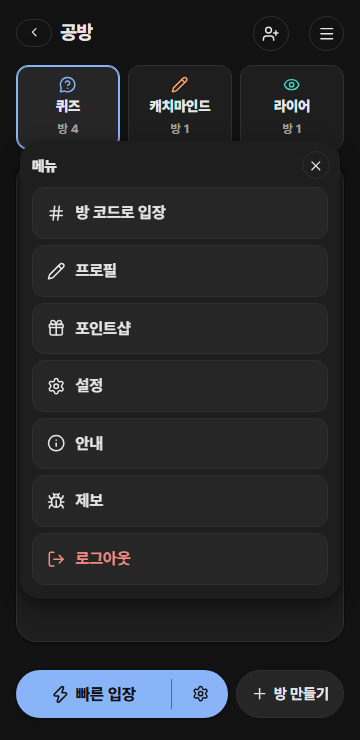 공방
퀴즈
방 4
캐치마인드
방 1
라이어
방 1
메뉴
방 코드로 입장
프로필
포인트샵
설정
안내
제보
로그아웃
빠른 입장
방 만들기